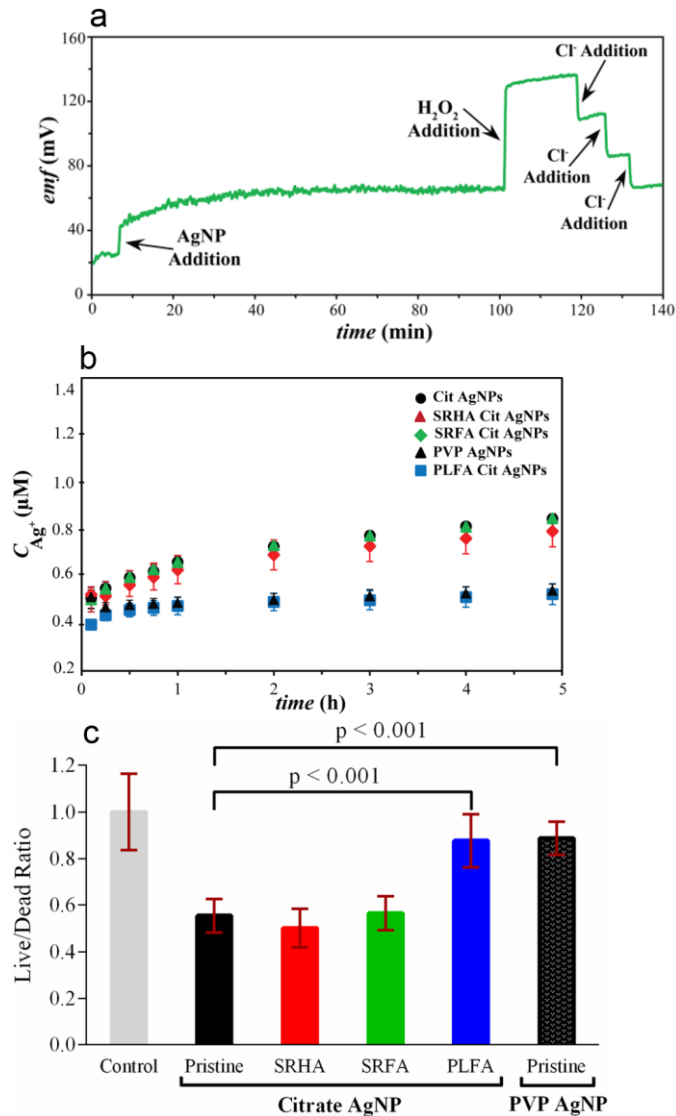 a
160
120
80
40
0
emf (mV)
AgNP
Addition
H₂O₂
Addition
Cl⁻ Addition
Cl⁻
Addition
Cl⁻
Addition
0 20 40 60 80 100 120 140
time (min)
b
1.4
1.2
1.0
0.8
0.6
0.4
0.2
C_Ag⁺ (µM)
Cit AgNPs
SRHA Cit AgNPs
SRFA Cit AgNPs
PVP AgNPs
PLFA Cit AgNPs
0 1 2 3 4 5
time (h)
c
p < 0.001
p < 0.001
1.2
1.0
0.8
0.6
0.4
0.2
0.0
Live/Dead Ratio
Control Pristine SRHA SRFA PLFA Pristine
Citrate AgNP PVP AgNP